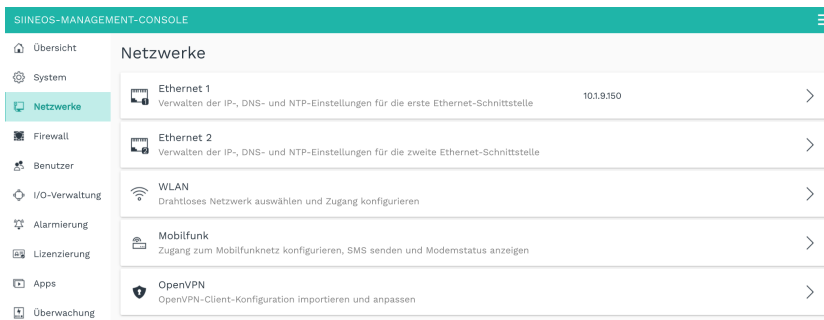 SIINEOS-MANAGEMENT-CONSOLE
Übersicht
System
Netzwerke
Firewall
Benutzer
I/O-Verwaltung
Alarmierung
Lizenzierung
Apps
Überwachung
Netzwerke
Ethernet 1
Verwalten der IP-, DNS- und NTP-Einstellungen für die erste Ethernet-Schnittstelle
10.1.9.150
Ethernet 2
Verwalten der IP-, DNS- und NTP-Einstellungen für die zweite Ethernet-Schnittstelle
WLAN
Drahtloses Netzwerk auswählen und Zugang konfigurieren
Mobilfunk
Zugang zum Mobilfunknetz konfigurieren, SMS senden und Modemstatus anzeigen
OpenVPN
OpenVPN-Client-Konfiguration importieren und anpassen